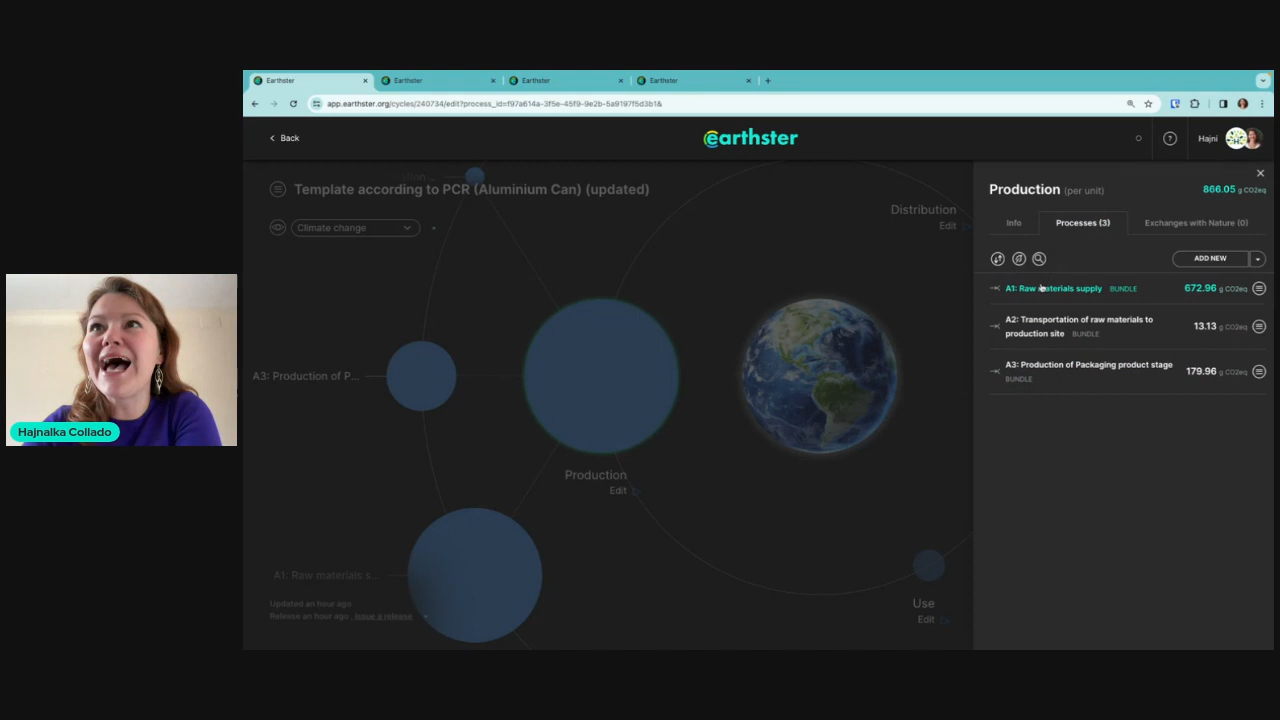 Earthster
Earthster
Earthster
Earthster
app.earthster.org/cycles/240734/edit?process_id=f97a614a-3f5e-45f9-9e2b-5a9197f5d3b1&
Back
earthster
Hajni
Template according to PCR (Aluminium Can) (updated)
Climate change
Distribution
Edit
A3: Production of P...
Production
Edit
A1: Raw materials s...
Updated an hour ago
Release an hour ago , issue a release
Use
Edit
Production (per unit)
866.05 g CO2eq
Info
Processes (3)
Exchanges with Nature (0)
ADD NEW
A1: Raw materials supply BUNDLE
672.96 g CO2eq
A2: Transportation of raw materials to
production site BUNDLE
13.13 g CO2eq
A3: Production of Packaging product stage
BUNDLE
179.96 g CO2eq
Hajnalka Collado